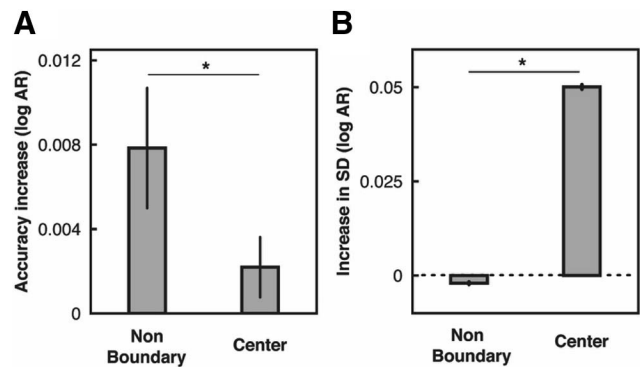 A
Accuracy increase (log AR)
0.012
0.008
0.004
0
*
Non
Boundary
Center
B
Increase in SD (log AR)
0.05
0.025
0
*
Non
Boundary
Center